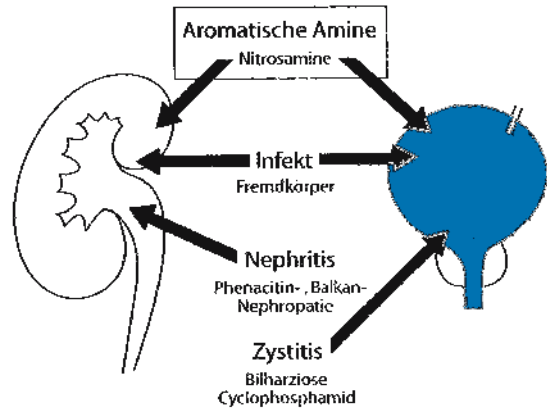 Aromatische Amine
Nitrosamine
Infekt
Fremdkörper
Nephritis
Phenacitin-, Balkan-
Nephropatie
Zystitis
Bilharziose
Cyclophosphamid